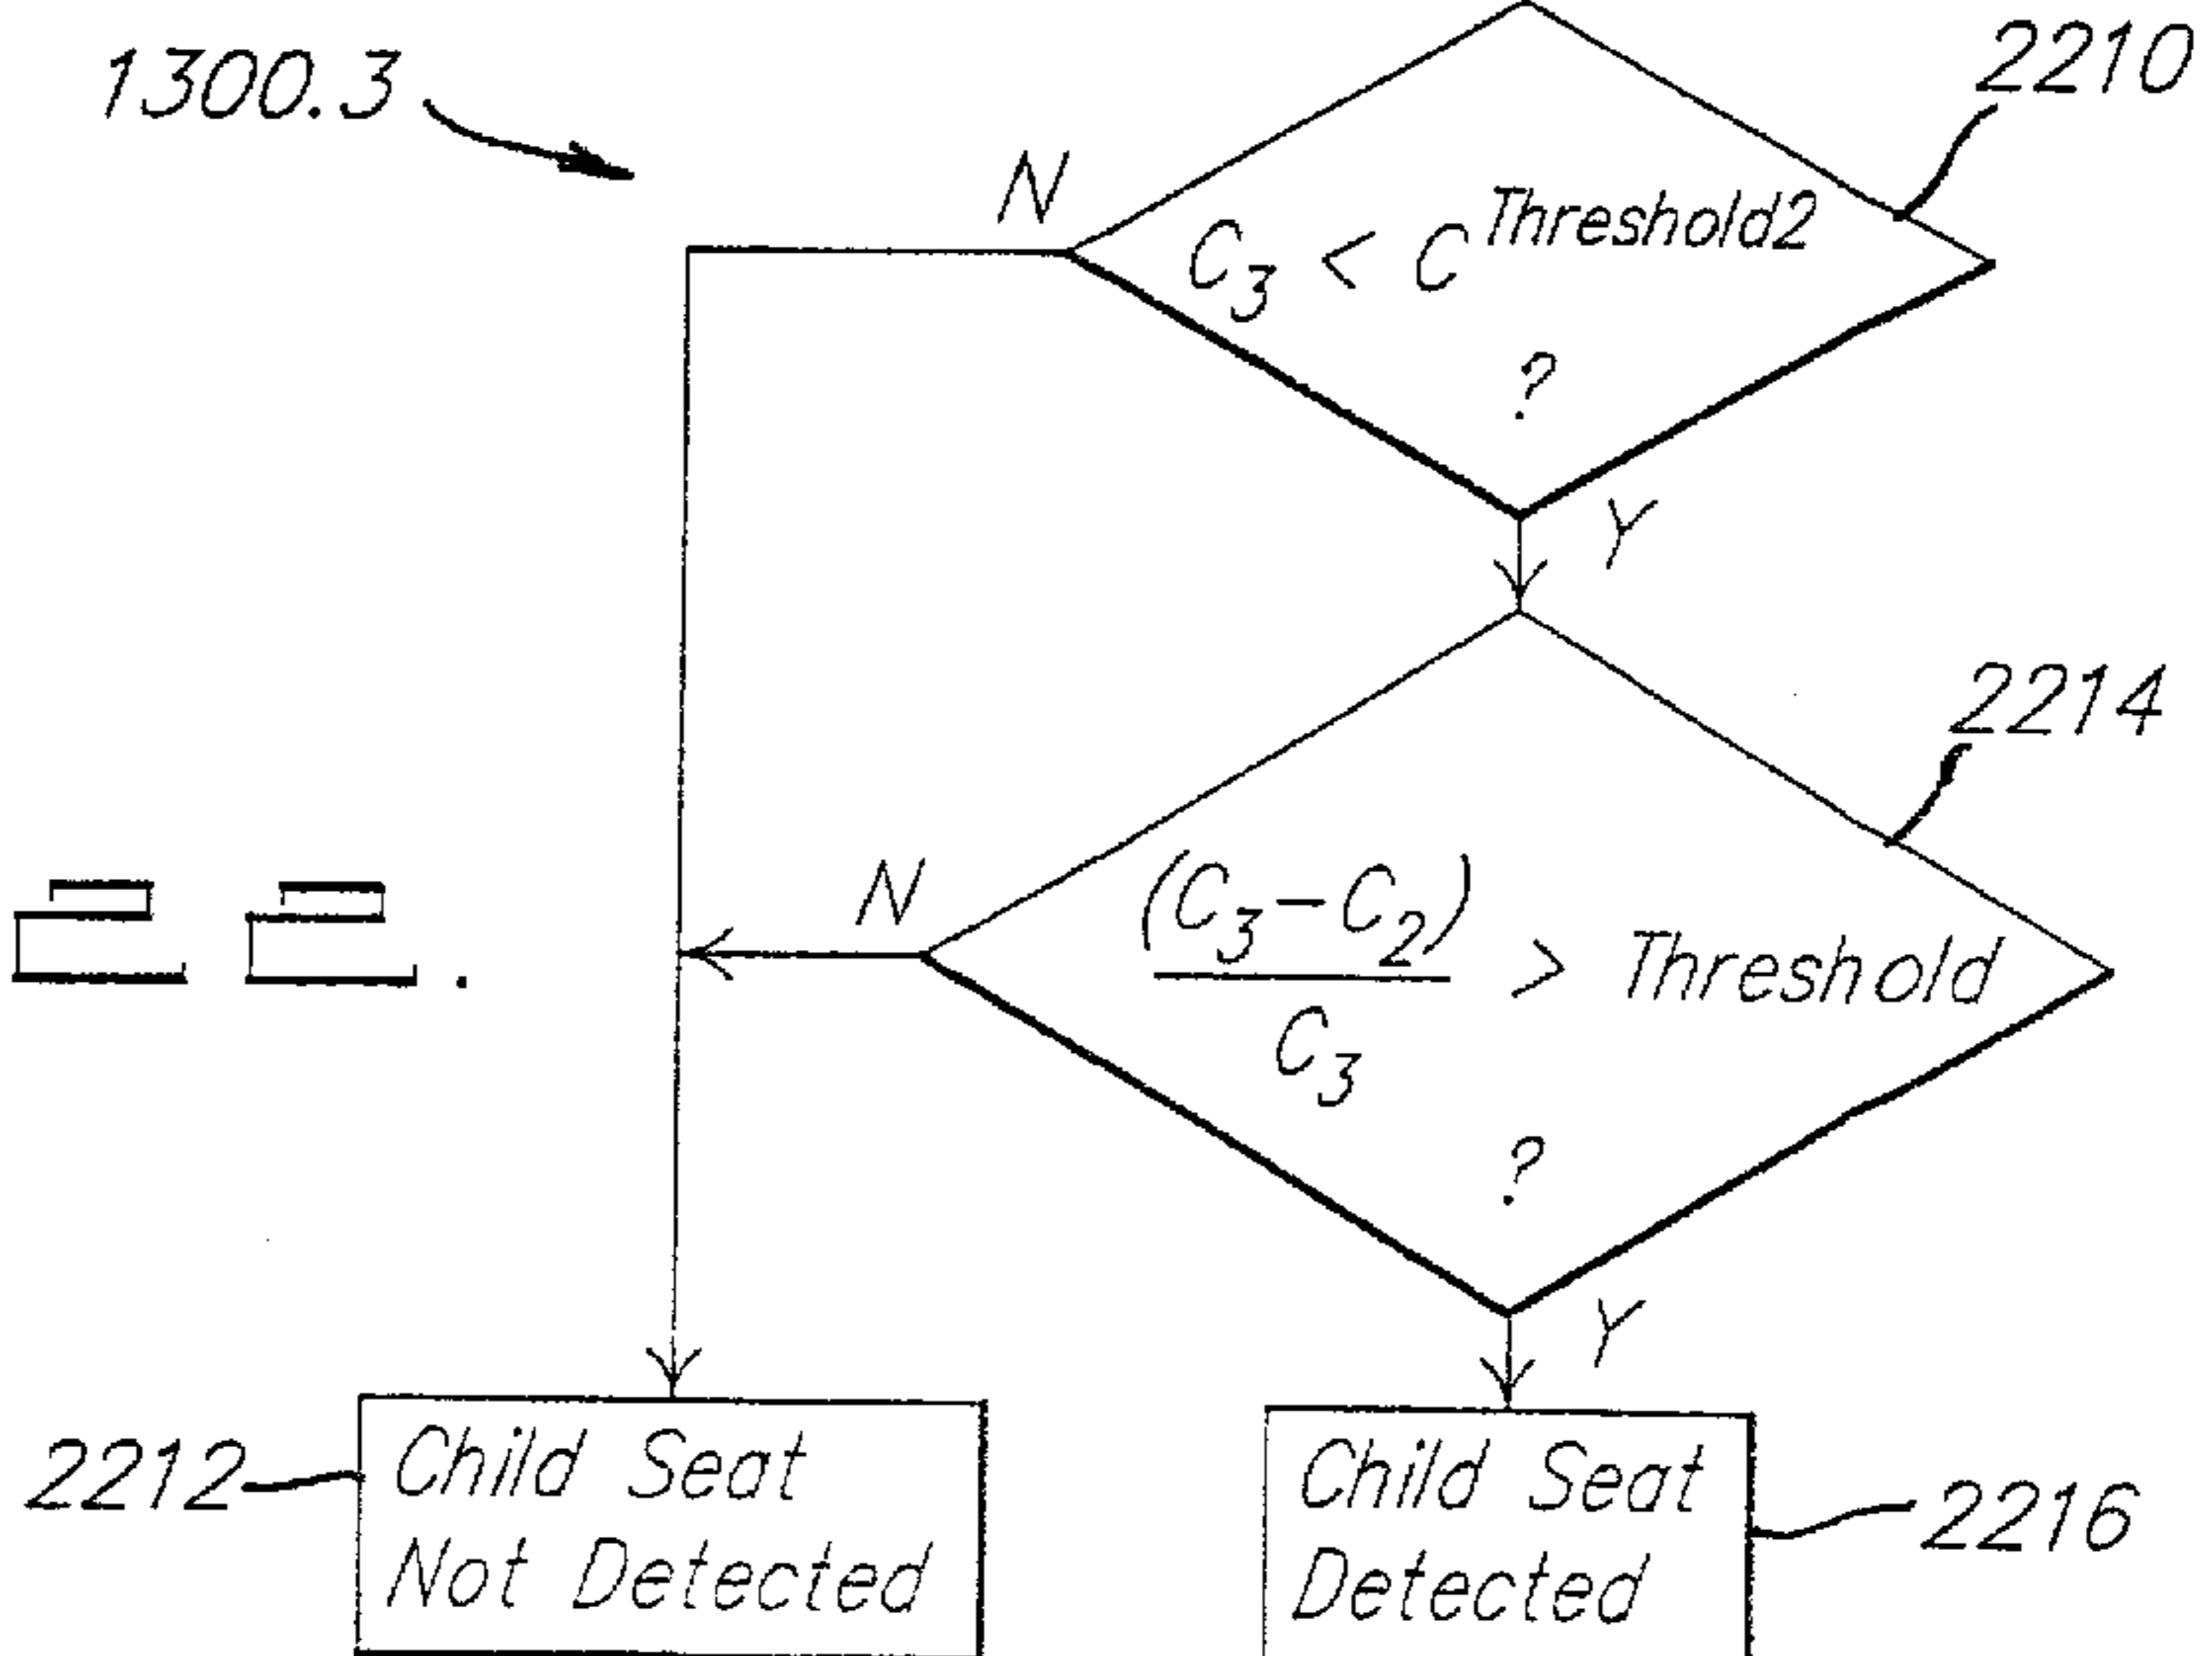 1300.3
2210
N
C₃ < C^Threshold2
?
Y
2214
22.
N
(C₃-C₂)
C₃
> Threshold
?
Y
2212
Child Seat
Not Detected
Child Seat
Detected
2216